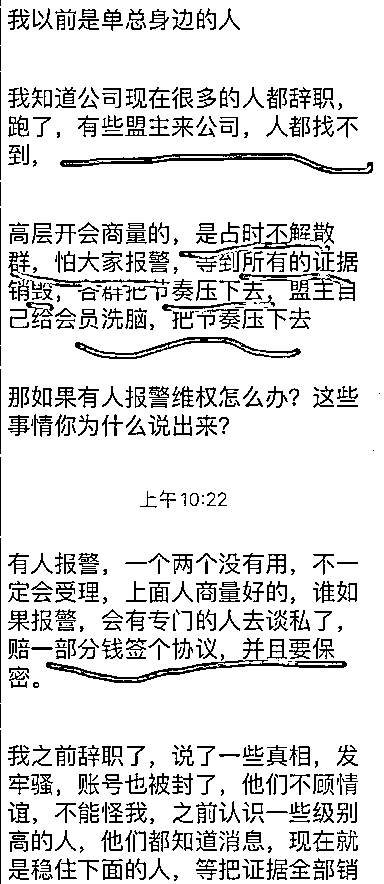 我以前是单总身边的人
我知道公司现在很多的人都辞职，
跑了，有些盟主来公司，人都找不
到，
高层开会商量的，是占时不解散
群，怕大家报警，等到所有的证据
销毁，各群把节奏压下去，盟主自
己给会员洗脑，把节奏压下去
那如果有人报警维权怎么办？这些
事情你为什么说出来？
上午10:22
有人报警，一个两个没有用，不一
定会受理，上面人商量好的，谁如
果报警，会有专门的人去谈私了，
赔一部分钱签个协议，并且要保
密。
我之前辞职了，说了一些真相，发
牢骚，账号也被封了，他们不顾情
谊，不能怪我，之前认识一些级别
高的人，他们都知道消息，现在就
是稳住下面的人，等把证据全部销